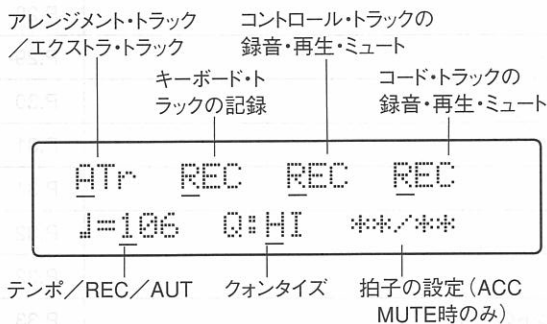 アレンジメント・トラック
／エクストラ・トラック
コントロール・トラックの
録音・再生・ミュート
キーボード・ト
ラックの記録
コード・トラックの
録音・再生・ミュート
ATr REC REC REC
♩=106 Q:HI **/**
テンポ／REC／AUT
クォンタイズ
拍子の設定（ACC
MUTE時のみ）